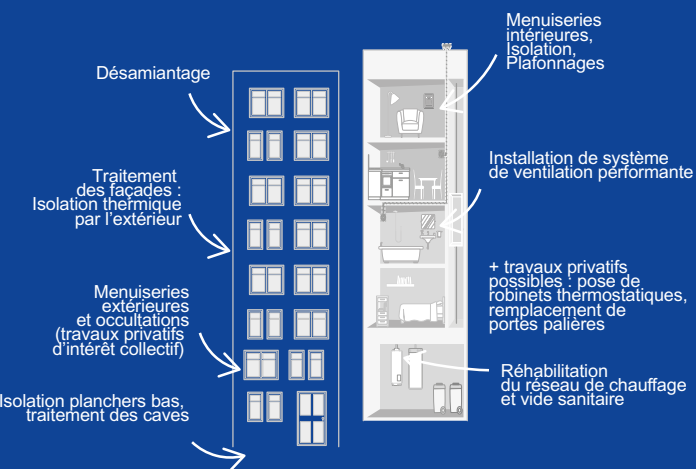 Menuiseries
intérieures,
Isolation,
Plafonnages
Désamiantage
Traitement
des façades :
Isolation thermique
par l'extérieur
Installation de système
de ventilation performante
Menuiseries
extérieures
et occultations
(travaux privatifs
d'intérêt collectif)
+ travaux privatifs
possibles : pose de
robinets thermostatiques,
remplacement de
portes palières
Isolation planchers bas,
traitement des caves
Réhabilitation
du réseau de chauffage
et vide sanitaire